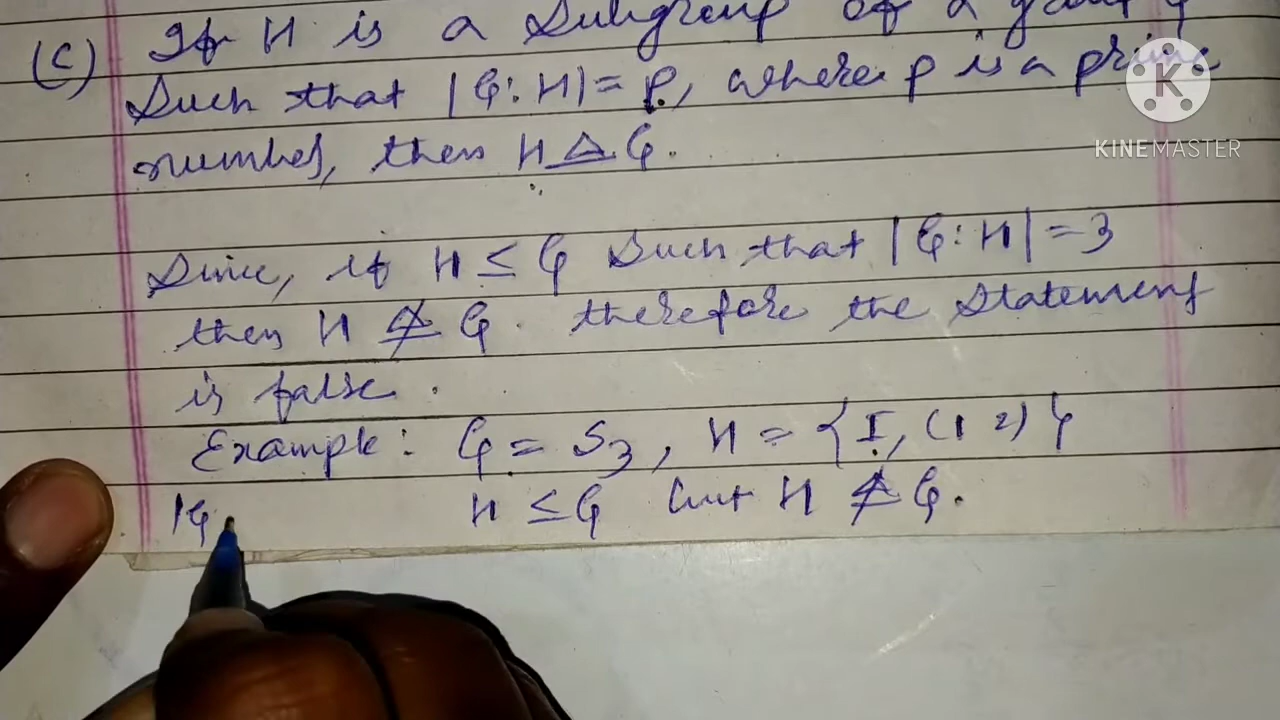 (c) If H is a Subgroup of a group G
Such that |G:H|=p, where p is a prime
number, then H ⊴ G.
Since, if H ≤ G Such that |G:H|=3
then H ⋬ G. therefore the Statement
is false.
Example: G = S₃, H = {I, (1 2)}
|G H ≤ G but H ⋬ G.
K
KINEMASTER